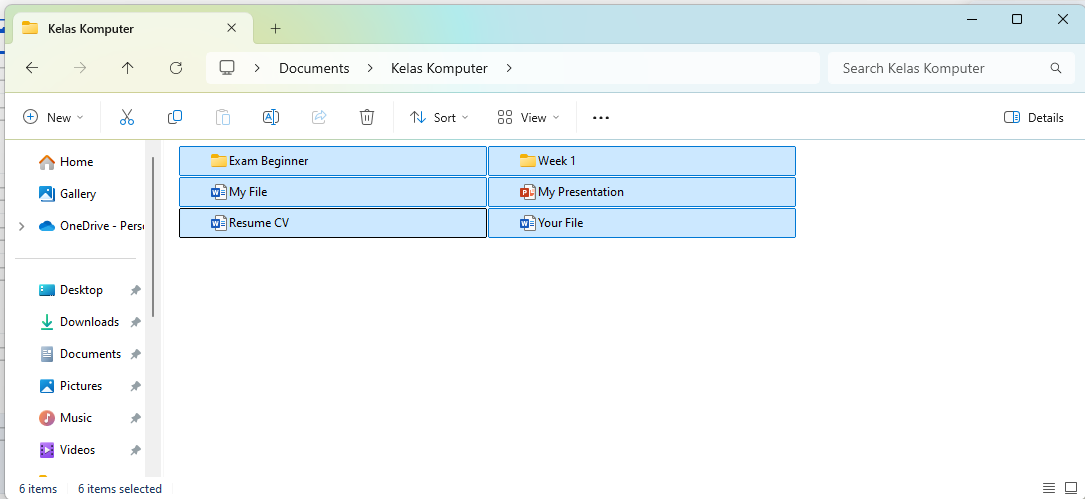 Kelas Komputer
Documents > Kelas Komputer >
Search Kelas Komputer
New
Sort
View
Details
Home
Gallery
OneDrive - Pers
Desktop
Downloads
Documents
Pictures
Music
Videos
Exam Beginner
Week 1
My File
My Presentation
Resume CV
Your File
6 items
6 items selected